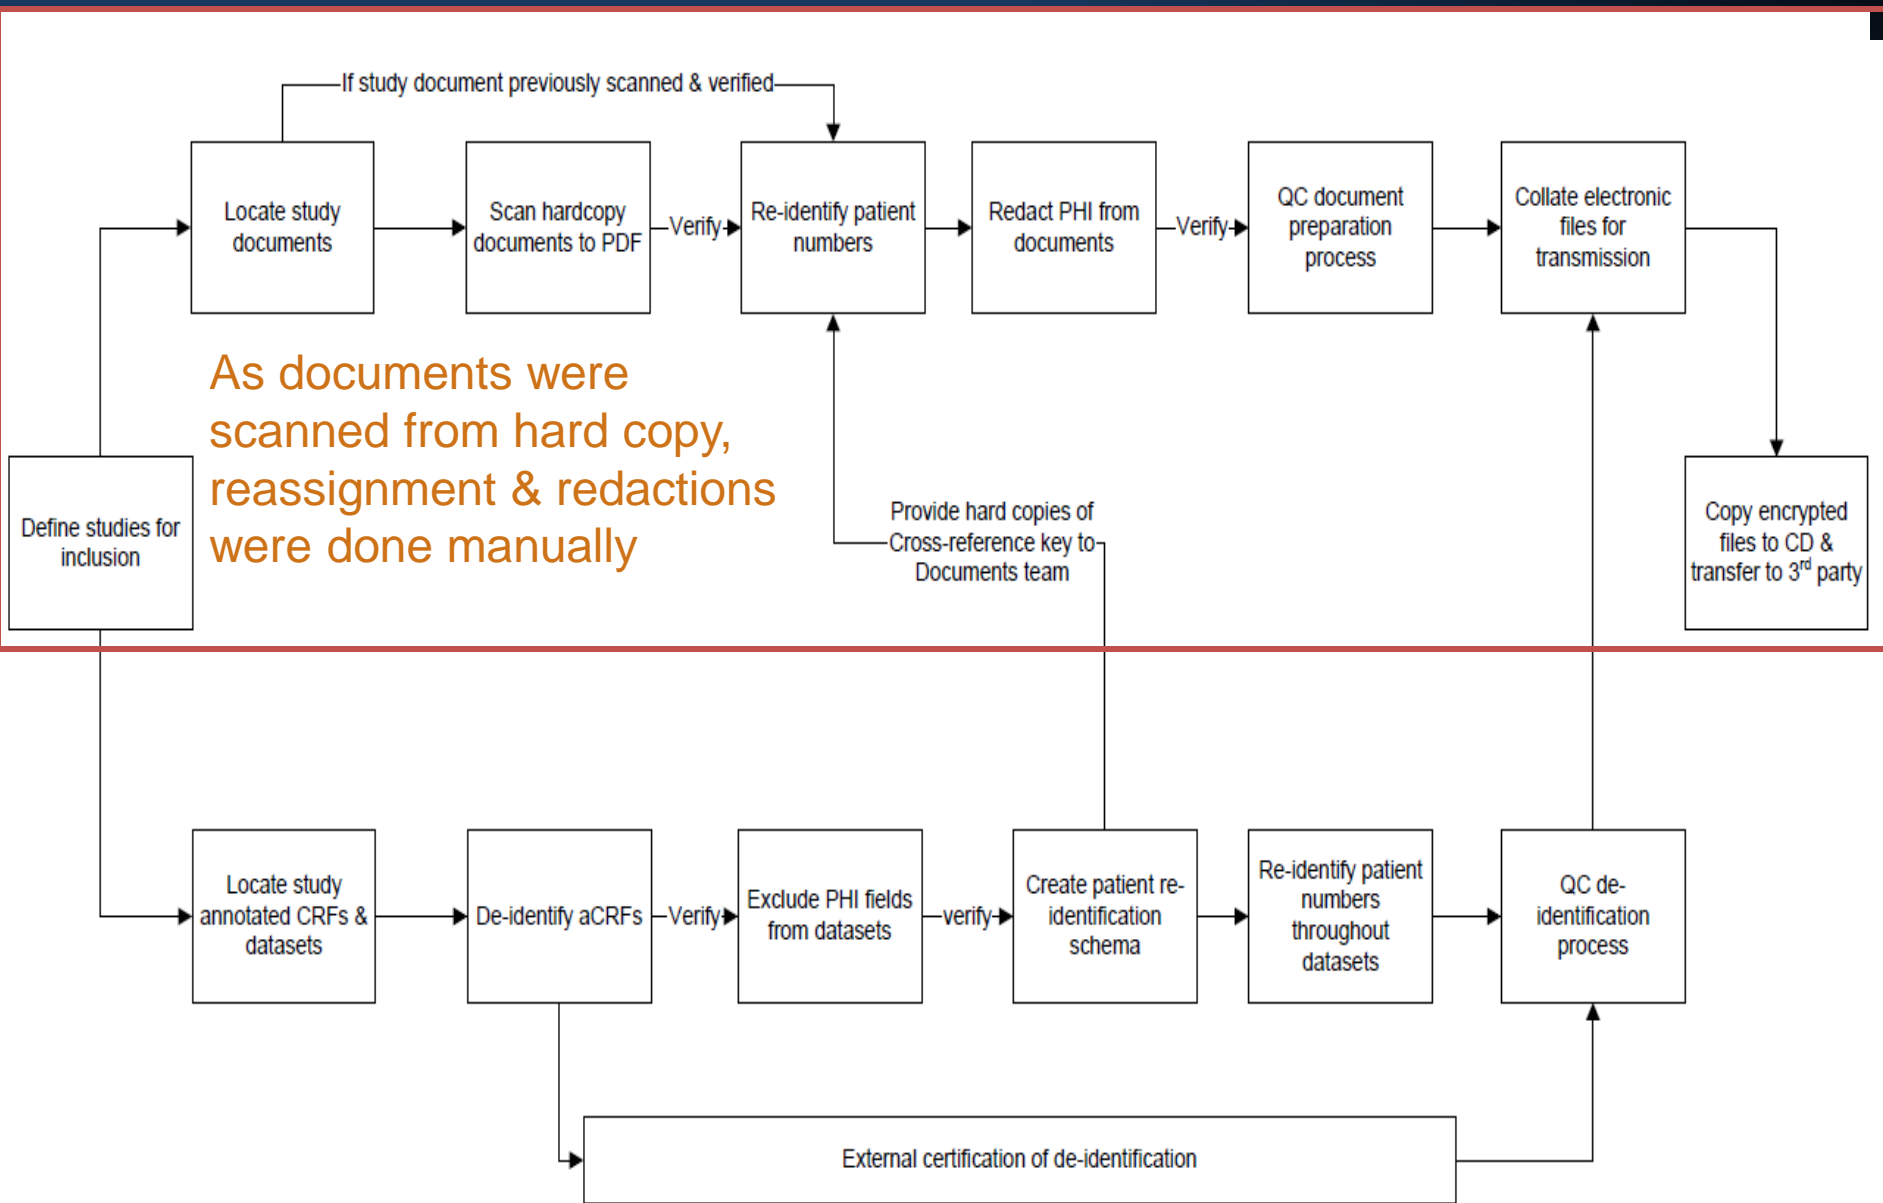 If study document previously scanned & verified
Locate study
documents
Scan hardcopy
documents to PDF
Verify
Re-identify patient
numbers
Redact PHI from
documents
Verify
QC document
preparation
process
Collate electronic
files for
transmission
As documents were
scanned from hard copy,
reassignment & redactions
were done manually
Define studies for
inclusion
Provide hard copies of
Cross-reference key to
Documents team
Copy encrypted
files to CD &
transfer to 3rd party
Locate study
annotated CRFs &
datasets
De-identify aCRFs
Verify
Exclude PHI fields
from datasets
verify
Create patient re-
identification
schema
Re-identify patient
numbers
throughout
datasets
QC de-
identification
process
External certification of de-identification